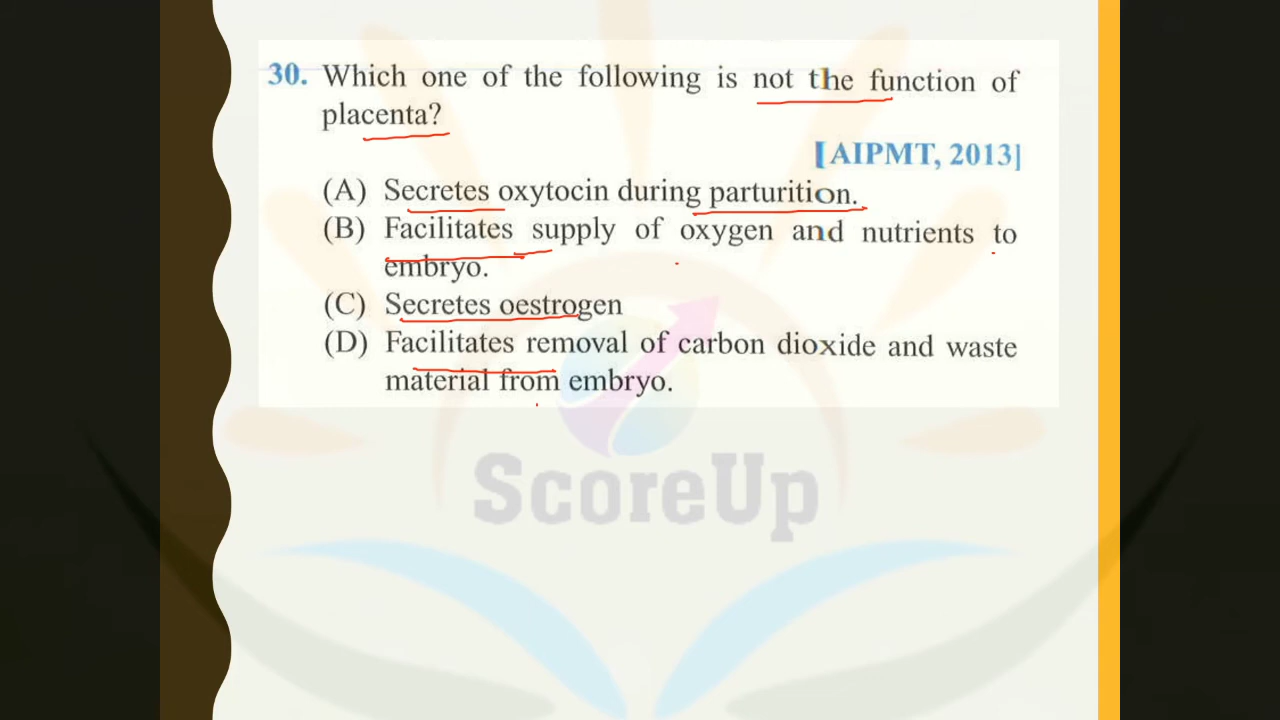 30. Which one of the following is not the function of
placenta?
[AIPMT, 2013]
(A) Secretes oxytocin during parturition.
(B) Facilitates supply of oxygen and nutrients to
embryo.
(C) Secretes oestrogen
(D) Facilitates removal of carbon dioxide and waste
material from embryo.
ScoreUp